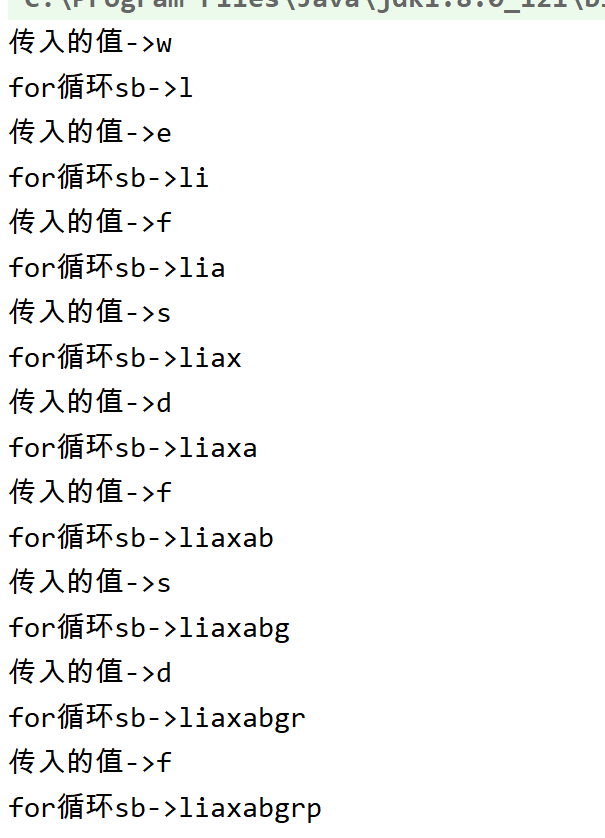 C:\Program Files\Java\jdk1.8.0_121\bi
传入的值->w
for循环sb->l
传入的值->e
for循环sb->li
传入的值->f
for循环sb->lia
传入的值->s
for循环sb->liax
传入的值->d
for循环sb->liaxa
传入的值->f
for循环sb->liaxab
传入的值->s
for循环sb->liaxabg
传入的值->d
for循环sb->liaxabgr
传入的值->f
for循环sb->liaxabgrp